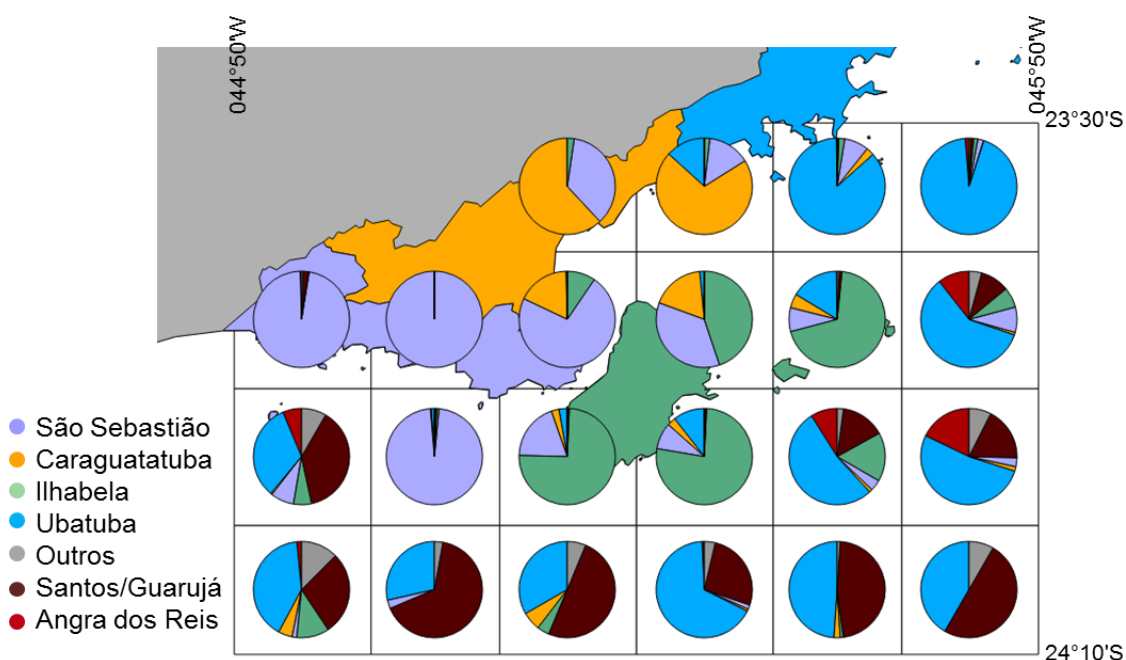 044°50'W
045°50'W
23°30'S
São Sebastião
Caraguatatuba
Ilhabela
Ubatuba
Outros
Santos/Guarujá
Angra dos Reis
24°10'S